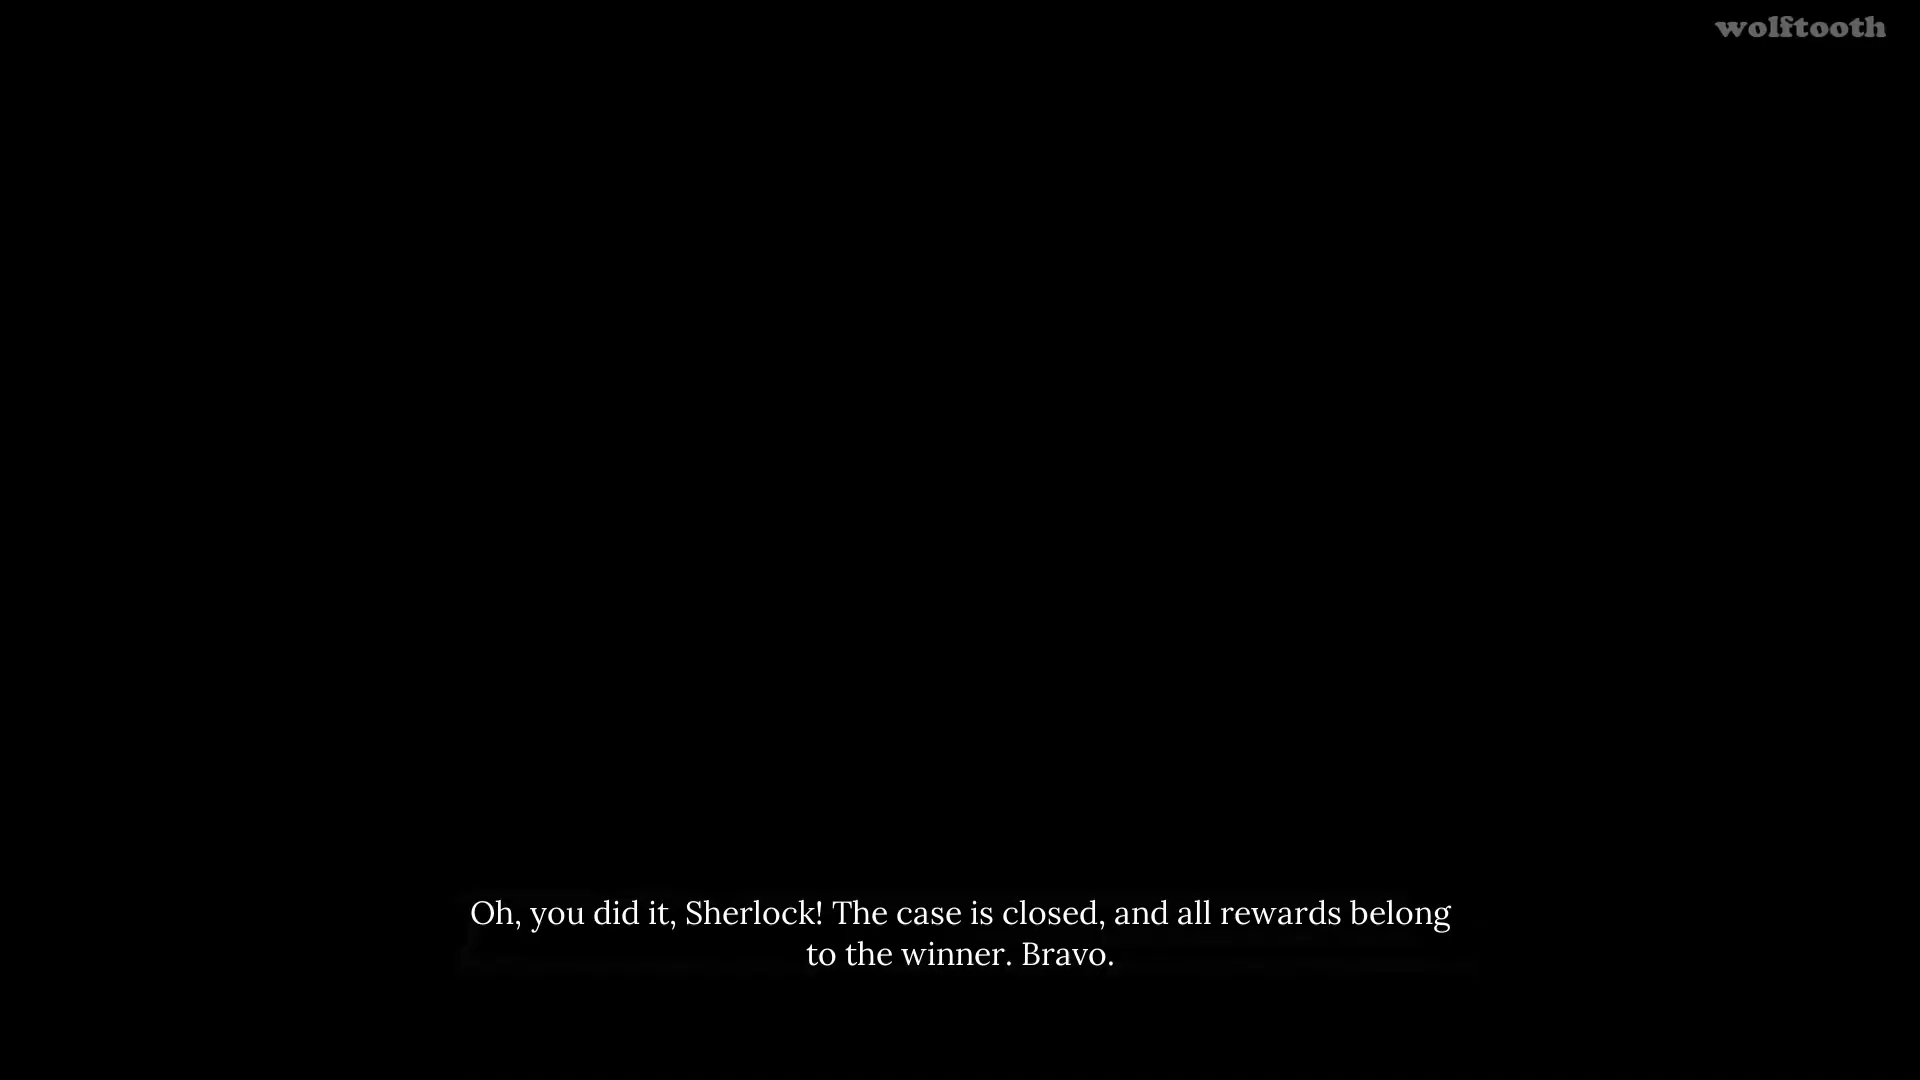 wolftooth
Oh, you did it, Sherlock! The case is closed, and all rewards belong
to the winner. Bravo.